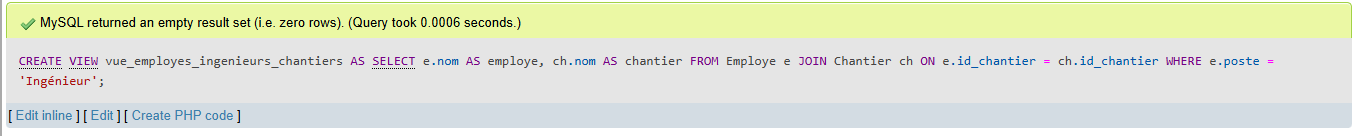 MySQL returned an empty result set (i.e. zero rows). (Query took 0.0006 seconds.)
CREATE VIEW vue_employes_ingenieurs_chantiers AS SELECT e.nom AS employe, ch.nom AS chantier FROM Employe e JOIN Chantier ch ON e.id_chantier = ch.id_chantier WHERE e.poste =
'Ingénieur';
[ Edit inline ] [ Edit ] [ Create PHP code ]